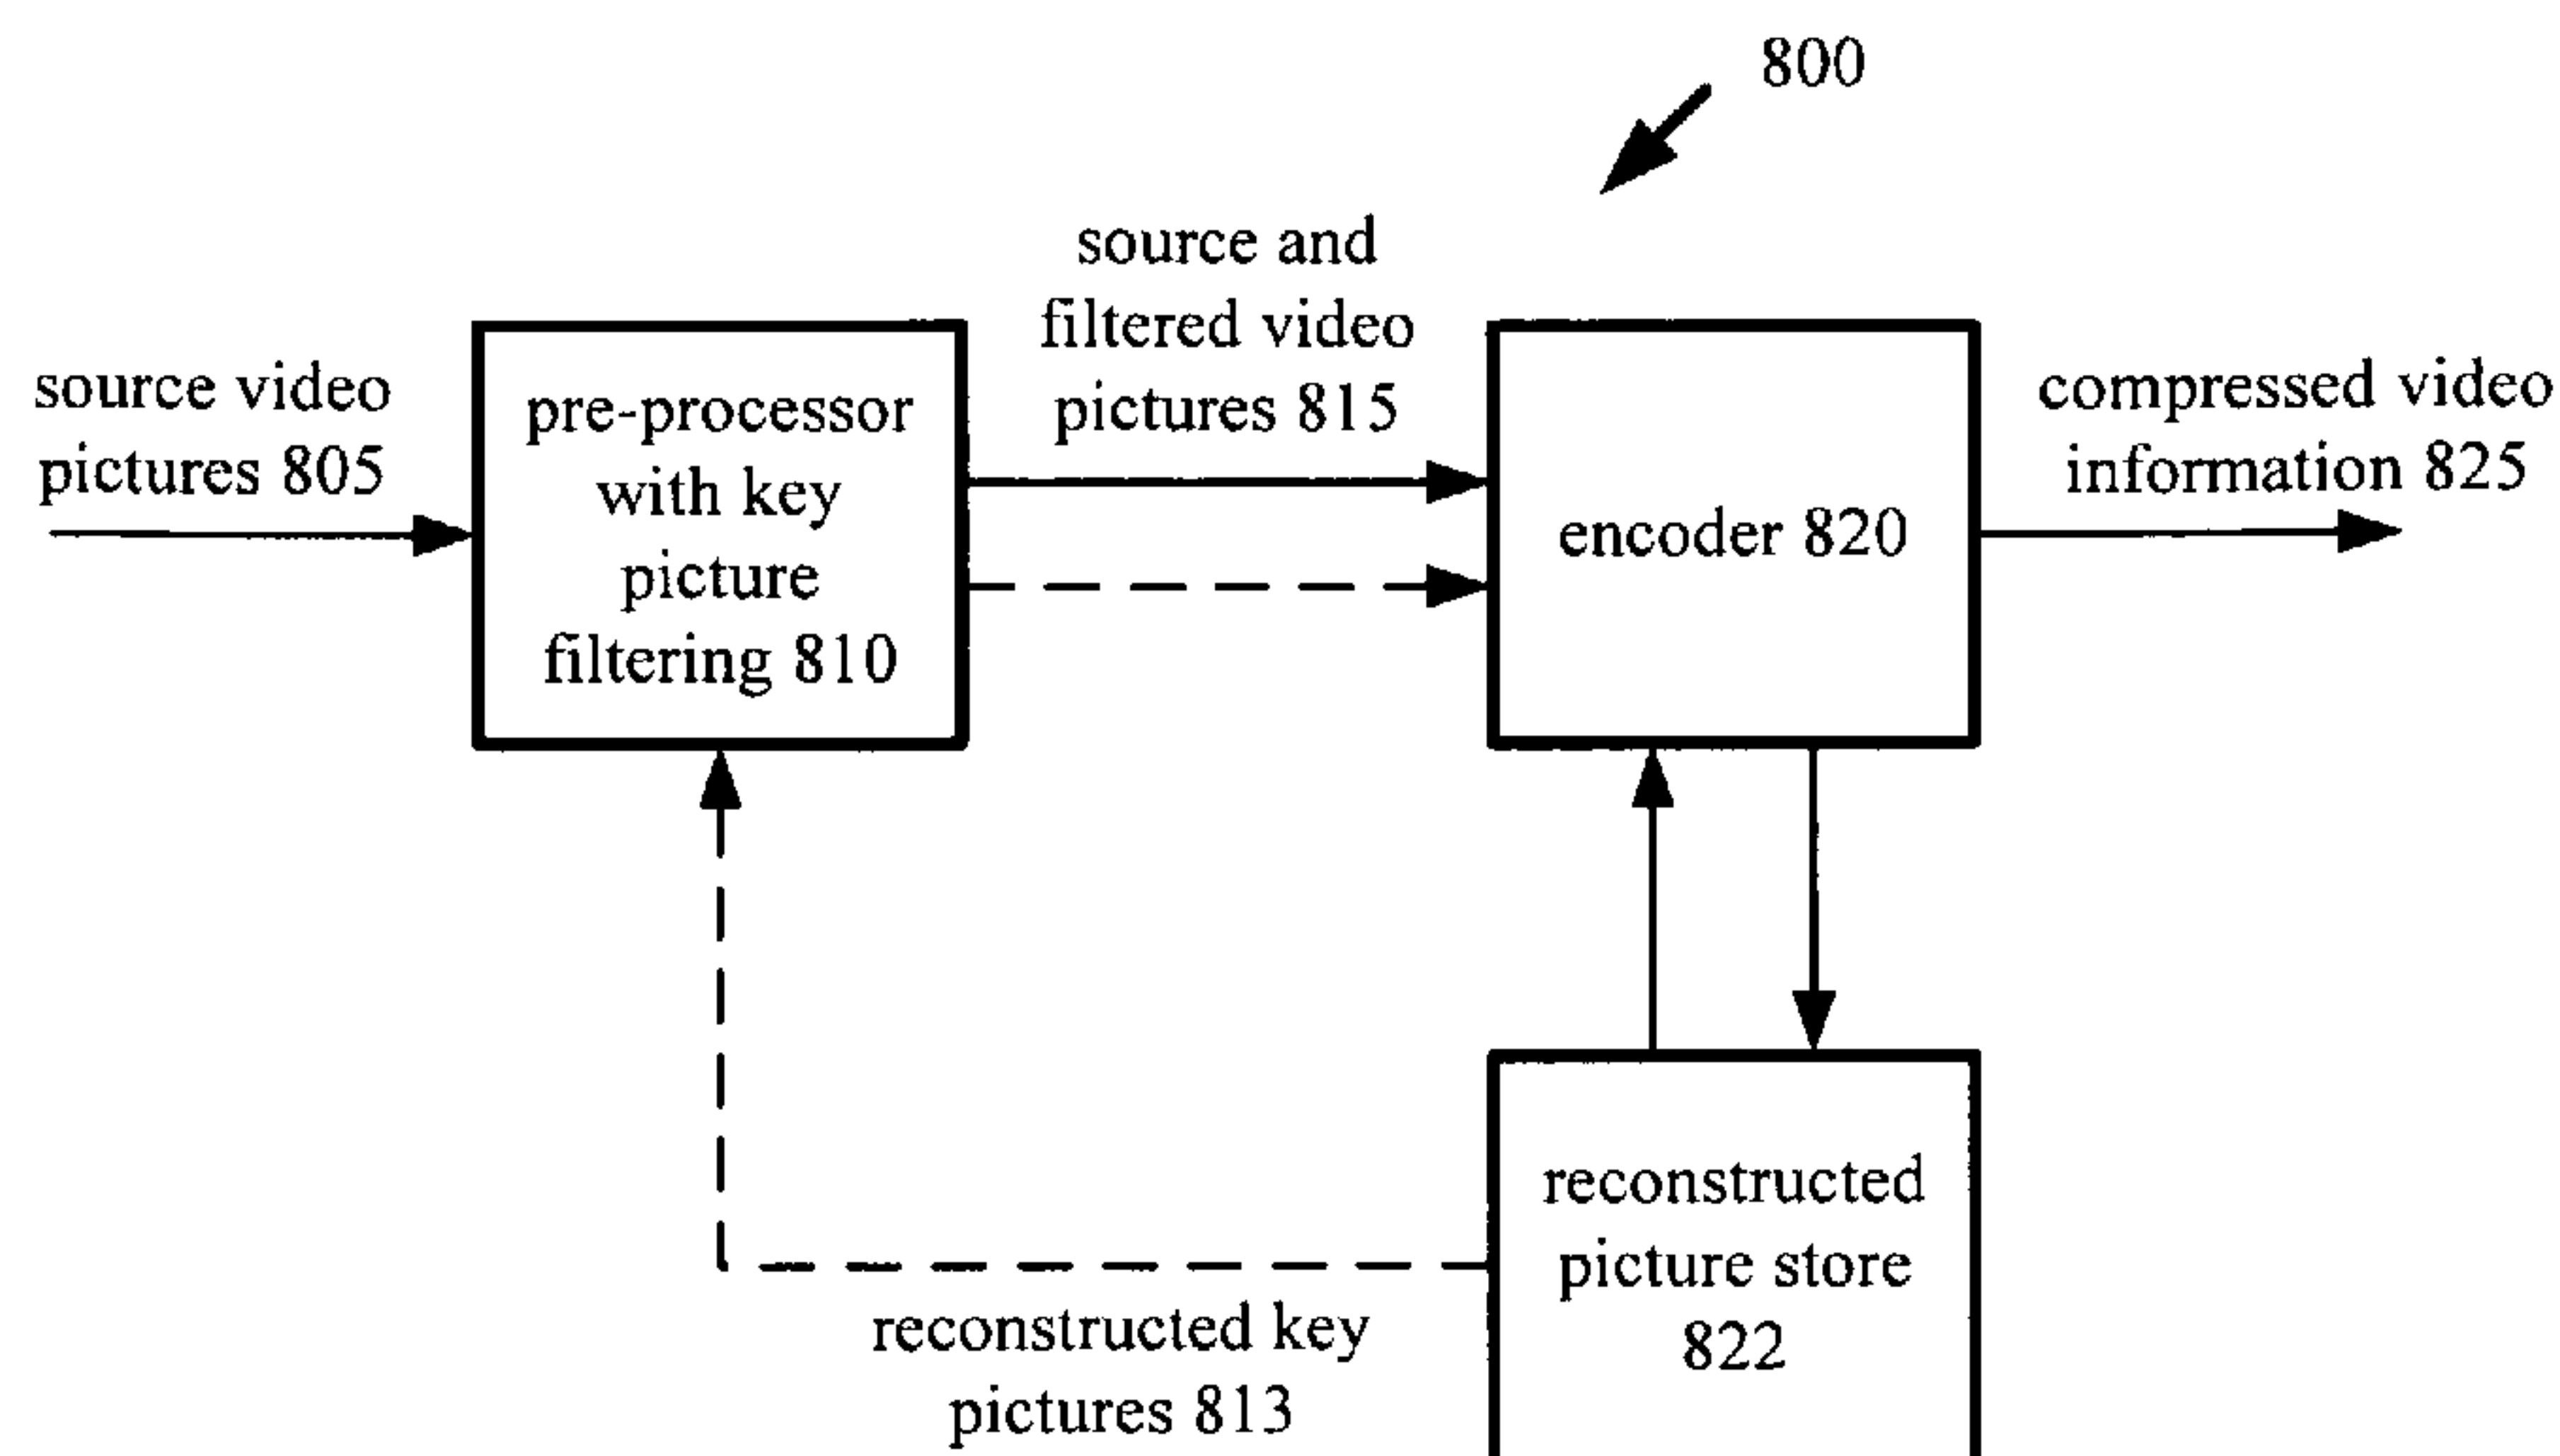 800
source and
filtered video
pictures 815
source video
pictures 805
pre-processor
with key
picture
filtering 810
encoder 820
compressed video
information 825
reconstructed
picture store
822
reconstructed key
pictures 813